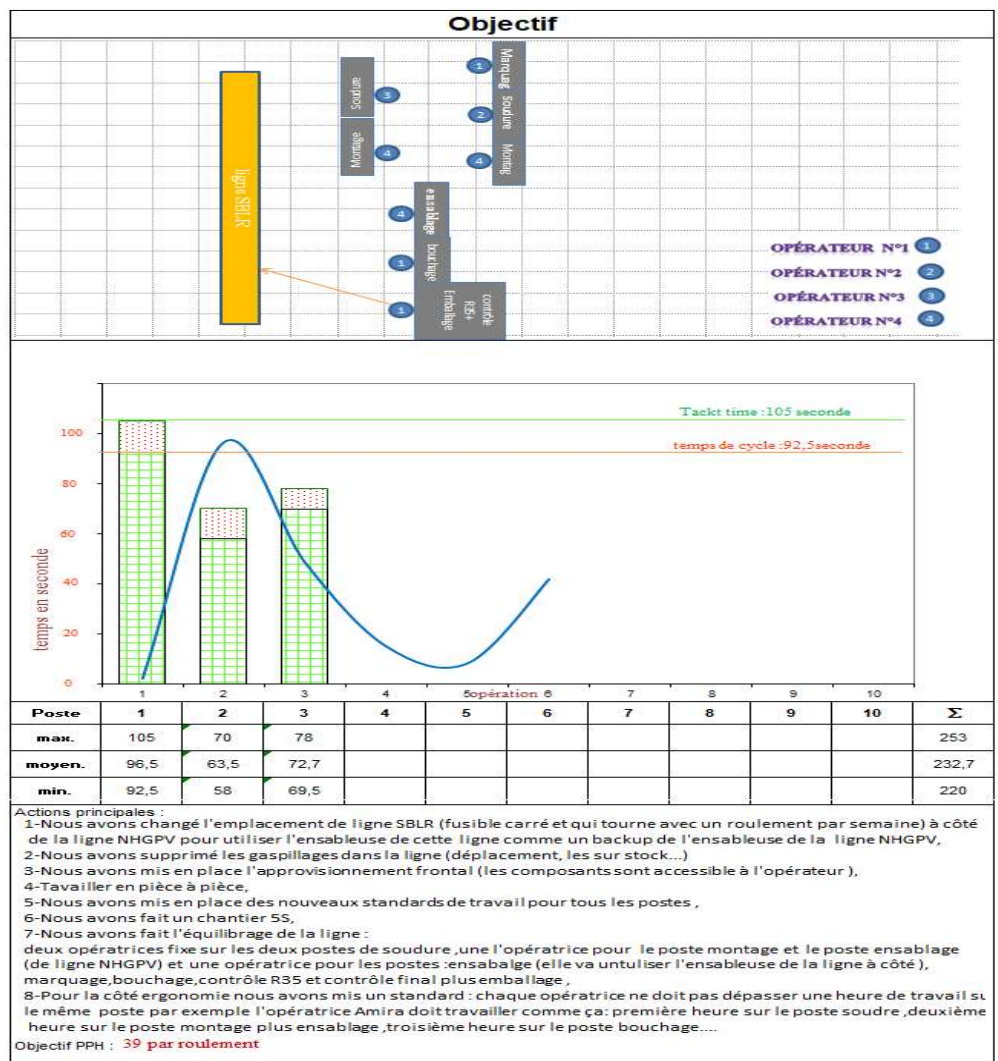 Objectif
ligne SBLR
Soudure
3
Montage
4
1
Marquag
2
Soudure
4
Montag
4
ensablage
1
bouchage
1
contrôle
R35+
Emballage
OPÉRATEUR N°1 1
OPÉRATEUR N°2 2
OPÉRATEUR N°3 3
OPÉRATEUR N°4 4
Tackt time :105 seconde
temps de cycle :92,5seconde
temps en seconde
100
80
60
40
20
0
1 2 3 4 5 opération 6 7 8 9 10
Poste 1 2 3 4 5 6 7 8 9 10 Σ
max. 105 70 78 253
moyen. 96,5 63,5 72,7 232,7
min. 92,5 58 69,5 220
Actions principales :
1-Nous avons changé l'emplacement de ligne SBLR (fusible carré et qui tourne avec un roulement par semaine) à côté
de la ligne NHGPV pour utiliser l'ensableuse de cette ligne comme un backup de l'ensableuse de la ligne NHGPV,
2-Nous avons supprimé les gaspillages dans la ligne (déplacement, les sur stock...)
3-Nous avons mis en place l'approvisionnement frontal (les composants sont accessible à l'opérateur ),
4-Tavailler en pièce à pièce,
5-Nous avons mis en place des nouveaux standards de travail pour tous les postes ,
6-Nous avons fait un chantier 5S,
7-Nous avons fait l'équilibrage de la ligne :
deux opératrices fixe sur les deux postes de soudure ,une l'opératrice pour le poste montage et le poste ensablage
(de ligne NHGPV) et une opératrice pour les postes :ensabalge (elle va untuliser l'ensableuse de la ligne à côté ),
marquage,bouchage,contrôle R35 et contrôle final plus emballage ,
8-Pour la côté ergonomie nous avons mis un standard : chaque opératrice ne doit pas dépasser une heure de travail su
le même poste par exemple l'opératrice Amira doit travailler comme ça: première heure sur le poste soudre ,deuxième
heure sur le poste montage plus ensablage ,troisième heure sur le poste bouchage....
Objectif PPH : 39 par roulement